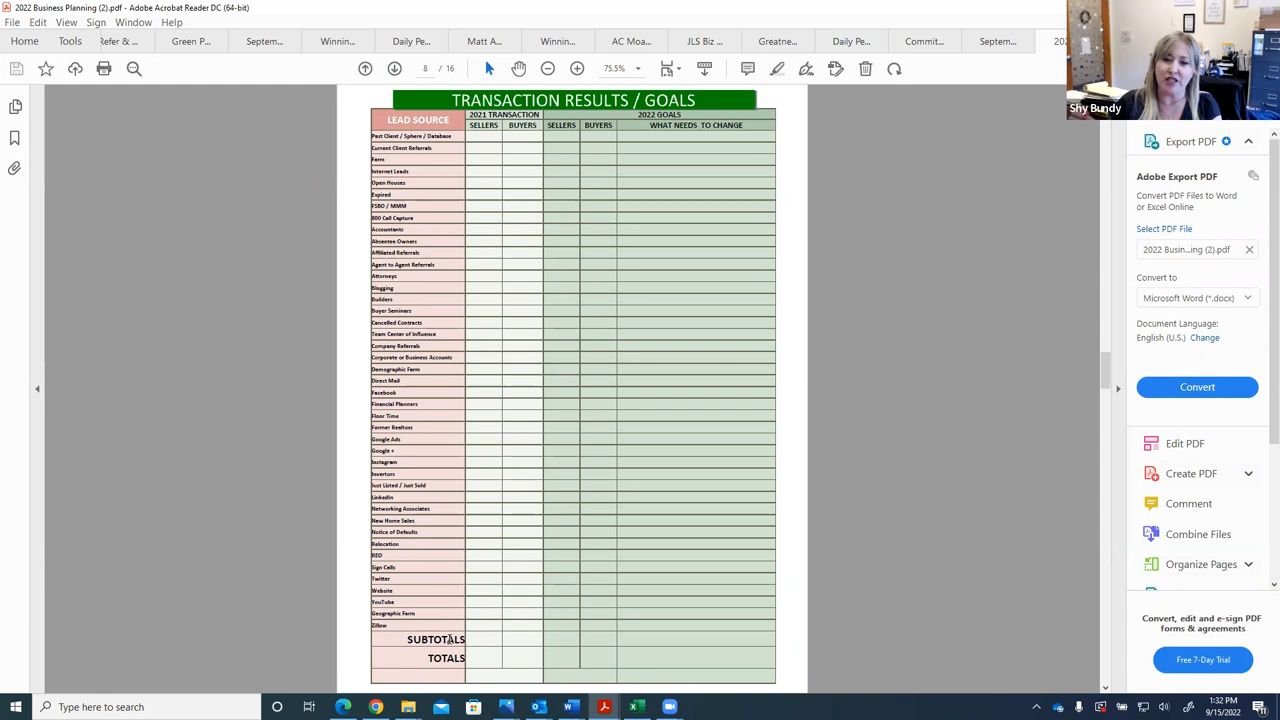 2022 Business Planning (2).pdf - Adobe Acrobat Reader DC (64-bit)
File Edit View Sign Window Help
Home Tools Refer & ... Green P... Septem... Winnin... Daily Pe... Matt A... Winni... AC Moa... JLS Biz ... Greatne... Daily Pe... Commit... Septem... 20
8 / 16 75.5%
Shy Bundy
TRANSACTION RESULTS / GOALS
LEAD SOURCE 2021 TRANSACTION 2022 GOALS
SELLERS BUYERS SELLERS BUYERS WHAT NEEDS TO CHANGE
Past Client / Sphere / Database
Current Client Referrals
Farm
Internet Leads
Open Houses
Expired
FSBO / MMM
800 Call Capture
Accountants
Absentee Owners
Affiliated Referrals
Agent to Agent Referrals
Attorneys
Blogging
Builders
Buyer Seminars
Cancelled Contracts
Team Center of Influence
Company Referrals
Corporate or Business Accounts
Demographic Farm
Direct Mail
Facebook
Financial Planners
Floor Time
Former Realtors
Google Ads
Google +
Instagram
Invertors
Just Listed / Just Sold
LinkedIn
Networking Associates
New Home Sales
Notice of Defaults
Relocation
REO
Sign Calls
Twitter
Website
YouTube
Geographic Farm
Zillow
SUBTOTALS
TOTALS
Export PDF
Adobe Export PDF
Convert PDF Files to Word
or Excel Online
Select PDF File
2022 Busin...ing (2).pdf
Convert to
Microsoft Word (*.docx)
Document Language:
English (U.S.) Change
Convert
Edit PDF
Create PDF
Comment
Combine Files
Organize Pages
Convert, edit and e-sign PDF
forms & agreements
Free 7-Day Trial
Type here to search
1:32 PM
9/15/2022